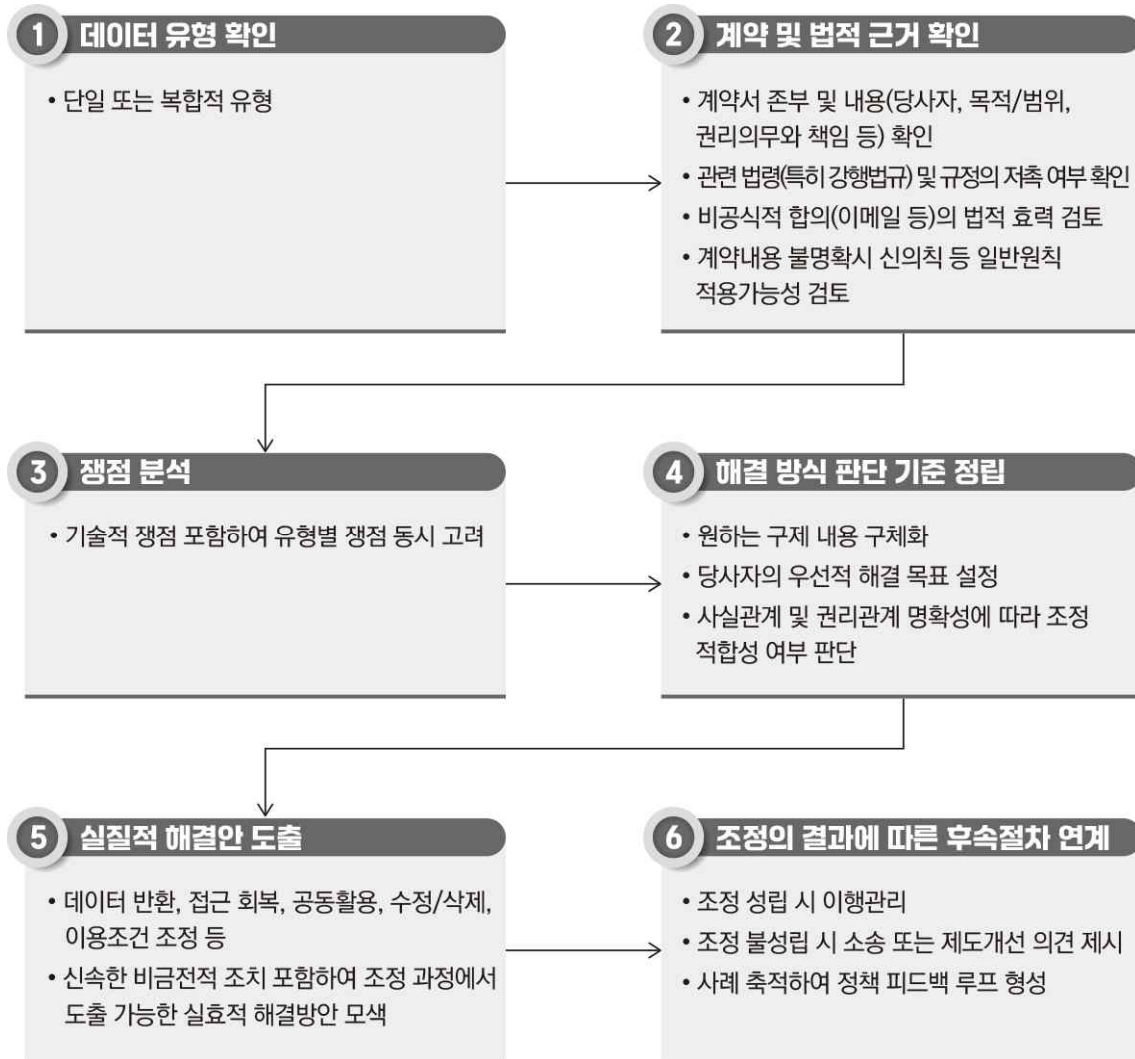 1 데이터 유형 확인
• 단일 또는 복합적 유형
2 계약 및 법적 근거 확인
• 계약서 존부 및 내용(당사자, 목적/범위,
권리의무와 책임 등) 확인
• 관련 법령(특히 강행법규) 및 규정의 저촉 여부 확인
• 비공식적 합의(이메일 등)의 법적 효력 검토
• 계약내용 불명확시 신의칙 등 일반원칙
적용가능성 검토
3 쟁점 분석
• 기술적 쟁점 포함하여 유형별 쟁점 동시 고려
4 해결 방식 판단 기준 정립
• 원하는 구제 내용 구체화
• 당사자의 우선적 해결 목표 설정
• 사실관계 및 권리관계 명확성에 따라 조정
적합성 여부 판단
5 실질적 해결안 도출
• 데이터 반환, 접근 회복, 공동활용, 수정/삭제,
이용조건 조정 등
• 신속한 비금전적 조치 포함하여 조정 과정에서
도출 가능한 실효적 해결방안 모색
6 조정의 결과에 따른 후속절차 연계
• 조정 성립 시 이행관리
• 조정 불성립 시 소송 또는 제도개선 의견 제시
• 사례 축적하여 정책 피드백 루프 형성